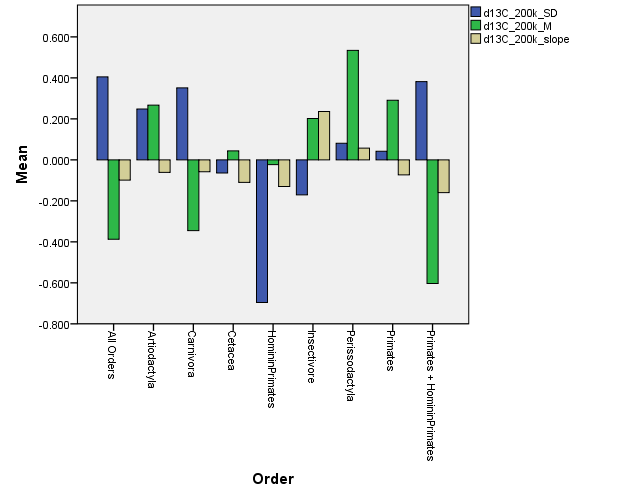 d13C_200k_SD
d13C_200k_M
d13C_200k_slope
0.600
0.400
0.200
0.000
-0.200
-0.400
-0.600
-0.800
Mean
All Orders
Artiodactyla
Carnivora
Cetacea
HomininPrimates
Insectivore
Perissodactyla
Primates
Primates + HomininPrimates
Order